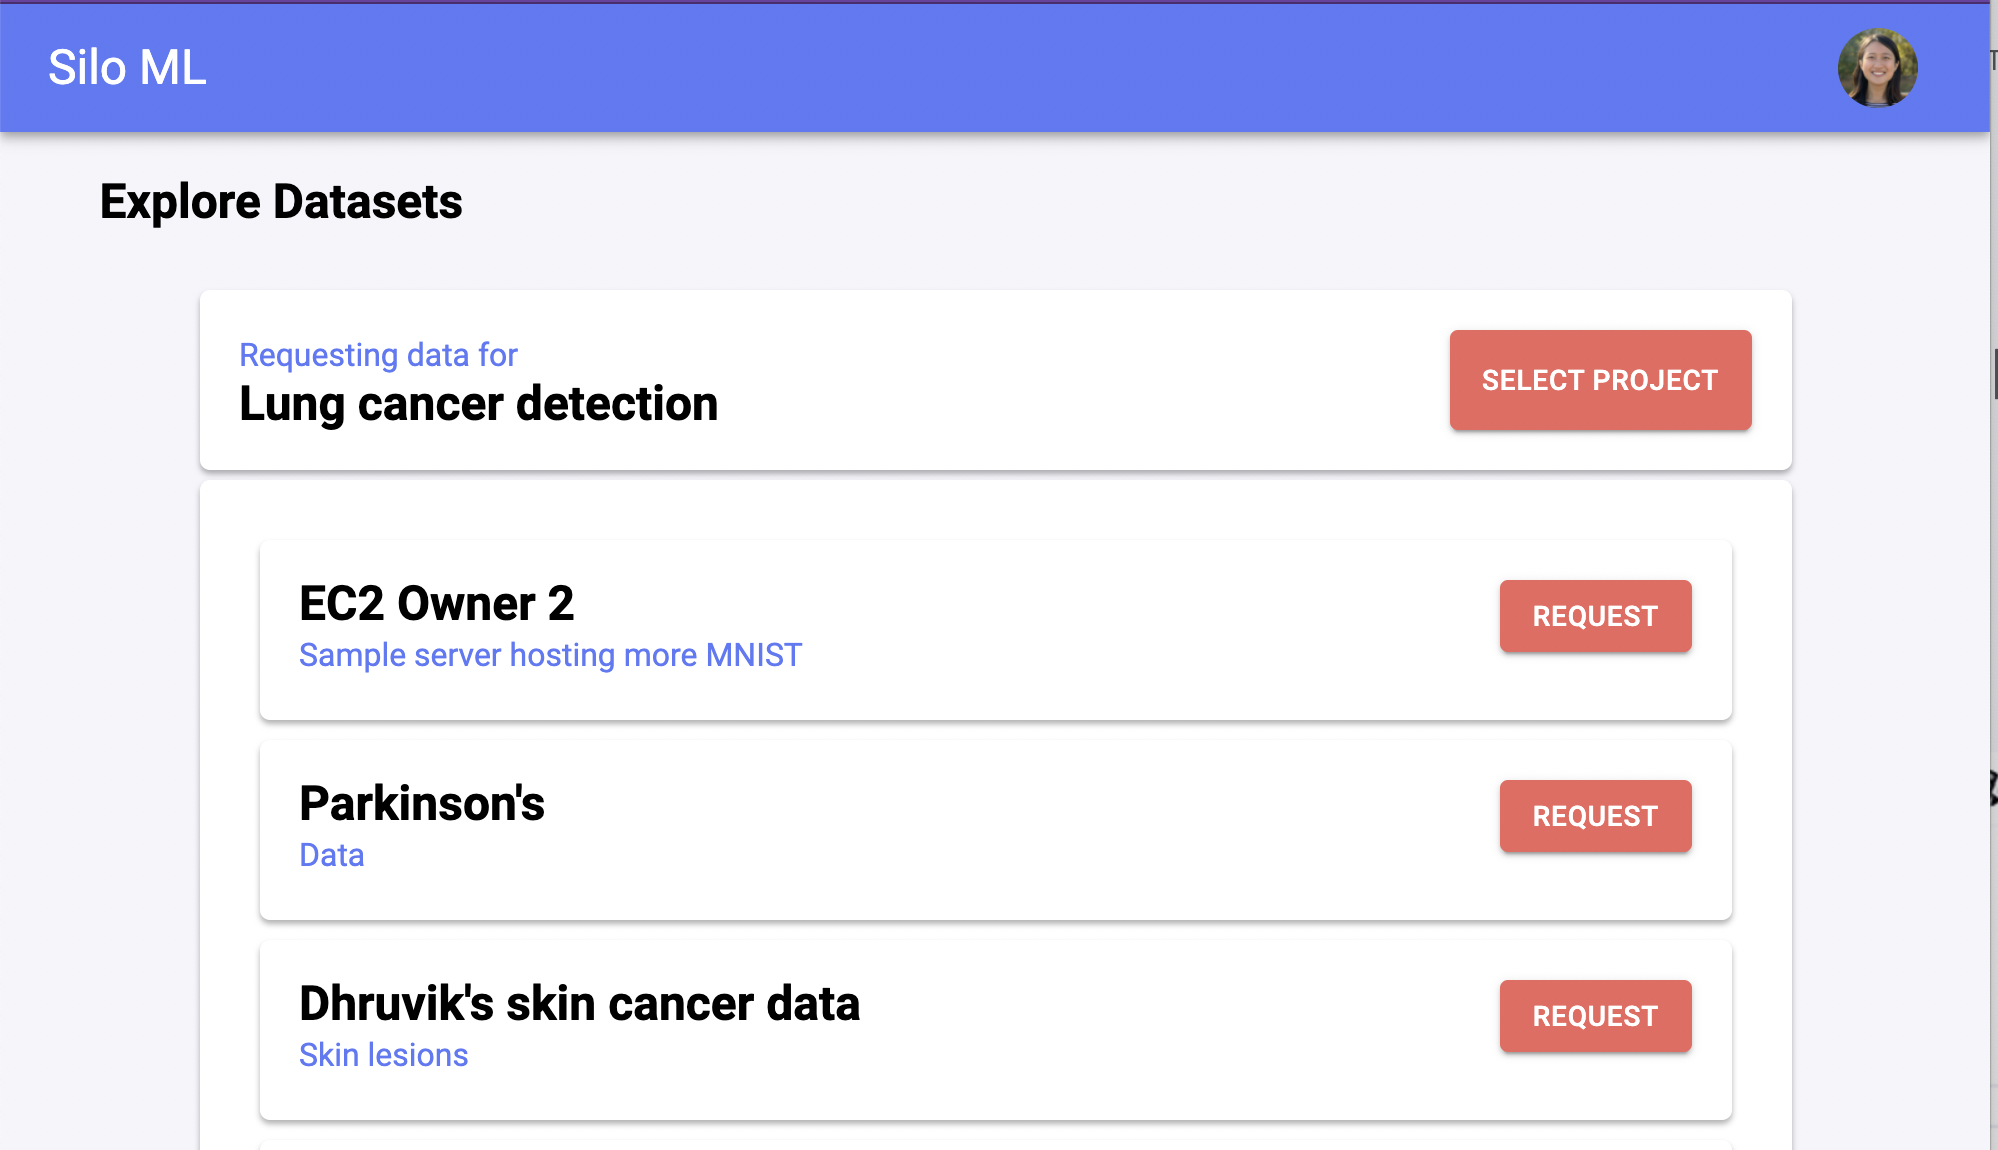 Silo ML
Explore Datasets
Requesting data for
Lung cancer detection
SELECT PROJECT
EC2 Owner 2
Sample server hosting more MNIST
REQUEST
Parkinson's
Data
REQUEST
Dhruvik's skin cancer data
Skin lesions
REQUEST